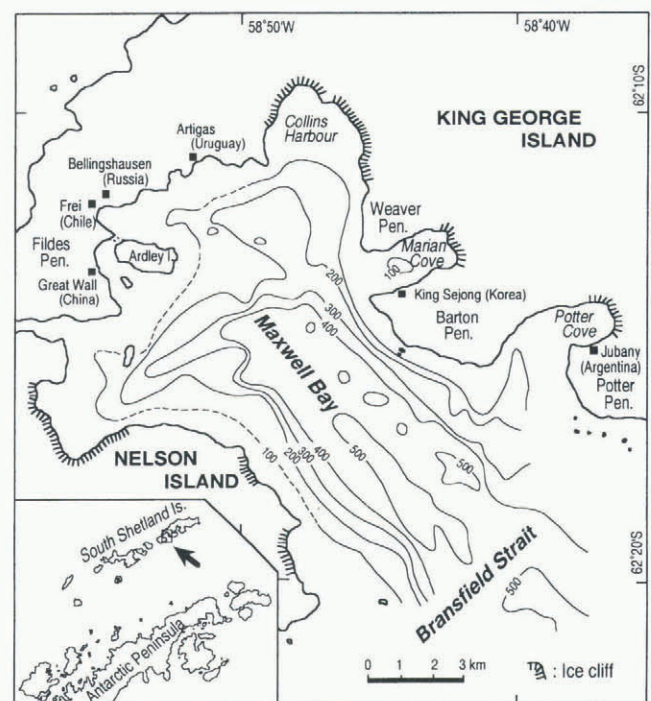 58°50'W
58°40'W
62°10'S
KING GEORGE
ISLAND
Collins
Harbour
Artigas
(Uruguay)
Bellingshausen
(Russia)
Frei
(Chile)
Fildes
Pen.
Ardley I.
Great Wall
(China)
Weaver
Pen.
Marian
Cove
100
King Sejong (Korea)
Barton
Pen.
Potter
Cove
Jubany
(Argentina)
Potter
Pen.
200
300
400
Maxwell Bay
500
500
100
200
300
400
NELSON
ISLAND
Bransfield Strait
500
62°20'S
South Shetland Is.
Antarctic Peninsula
0 1 2 3 km
: Ice cliff